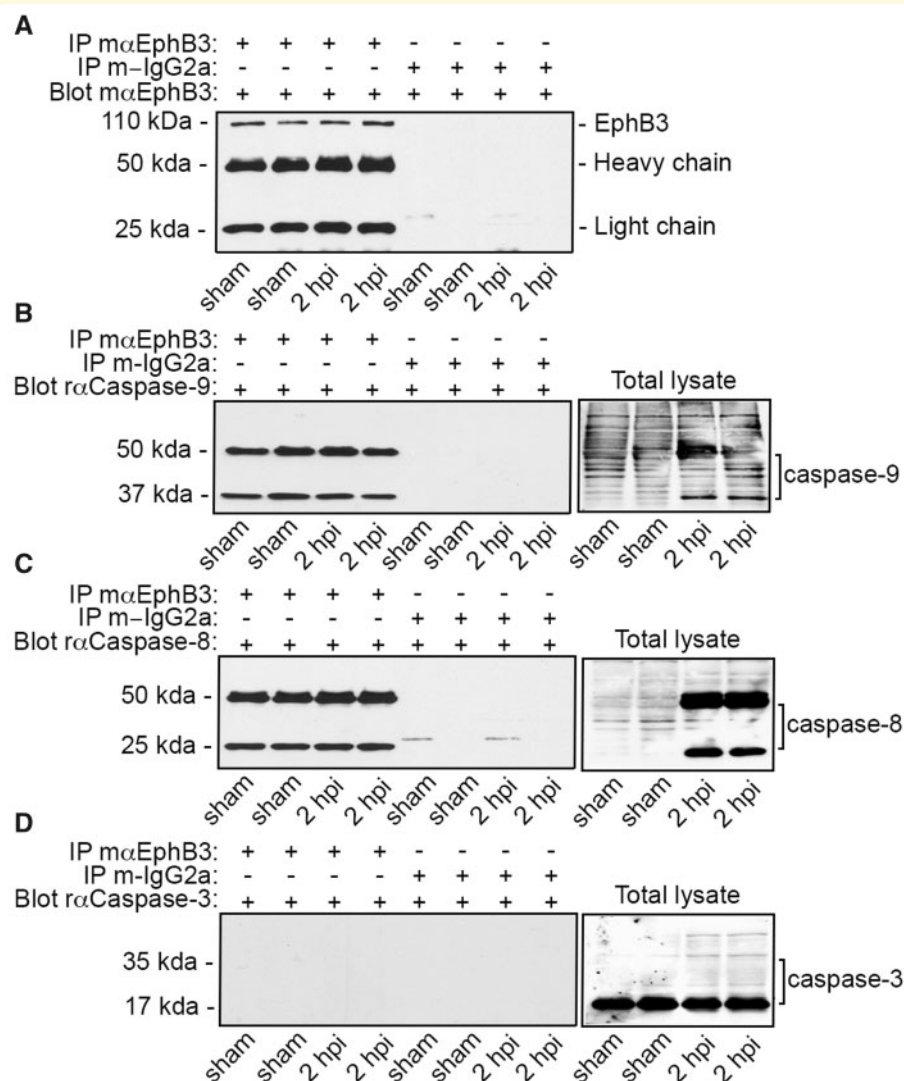 A
IP mαEphB3: + + + + - - - -
IP m–IgG2a: - - - - + + + +
Blot mαEphB3: + + + + + + + +
110 kDa - - EphB3
50 kda - - Heavy chain
25 kda - - Light chain
sham sham 2 hpi 2 hpi sham sham 2 hpi 2 hpi
B
IP mαEphB3: + + + + - - - -
IP m-IgG2a: - - - - + + + +
Blot rαCaspase-9: + + + + + + + + Total lysate
50 kda -
37 kda - caspase-9
sham sham 2 hpi 2 hpi sham sham 2 hpi 2 hpi sham sham 2 hpi 2 hpi
C
IP mαEphB3: + + + + - - - -
IP m–IgG2a: - - - - + + + +
Blot rαCaspase-8: + + + + + + + + Total lysate
50 kda -
caspase-8
25 kda -
sham sham 2 hpi 2 hpi sham sham 2 hpi 2 hpi sham sham 2 hpi 2 hpi
D
IP mαEphB3: + + + + - - - -
IP m-IgG2a: - - - - + + + +
Blot rαCaspase-3: + + + + + + + + Total lysate
35 kda -
caspase-3
17 kda -
sham sham 2 hpi 2 hpi sham sham 2 hpi 2 hpi sham sham 2 hpi 2 hpi